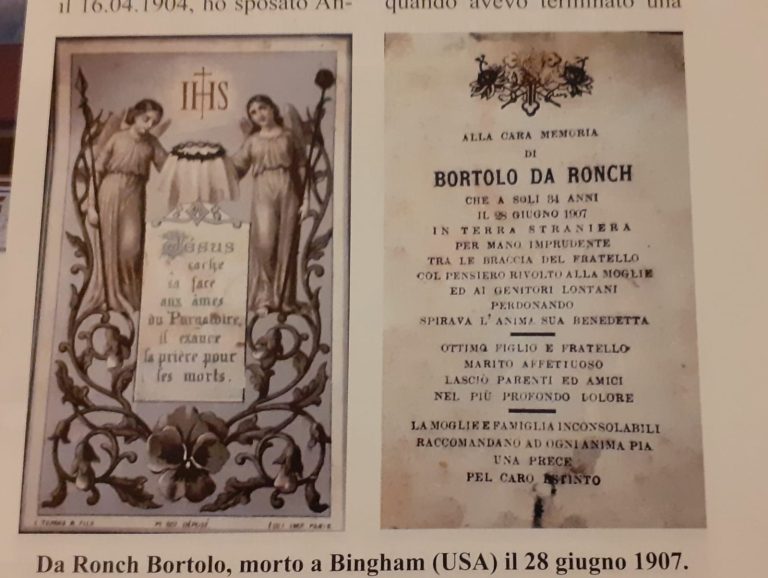 il 16.04.1904, ho sposato An-
quando avevo terminato una
IHS
Jésus
cache
sa face
aux âmes
du Purgatoire,
il exauce
la prière pour
les morts.
ALLA CARA MEMORIA
DI
BORTOLO DA RONCH
CHE A SOLI 34 ANNI
IL 28 GIUGNO 1907
IN TERRA STRANIERA
PER MANO IMPRUDENTE
TRA LE BRACCIA DEL FRATELLO
COL PENSIERO RIVOLTO ALLA MOGLIE
ED AI GENITORI LONTANI
PERDONANDO
SPIRAVA L'ANIMA SUA BENEDETTA
OTTIMO FIGLIO E FRATELLO
MARITO AFFETTUOSO
LASCIÒ PARENTI ED AMICI
NEL PIÙ PROFONDO DOLORE
LA MOGLIE E FAMIGLIA INCONSOLABILI
RACCOMANDANO AD OGNI ANIMA PIA
UNA PRECE
PEL CARO ESTINTO
Da Ronch Bortolo, morto a Bingham (USA) il 28 giugno 1907.